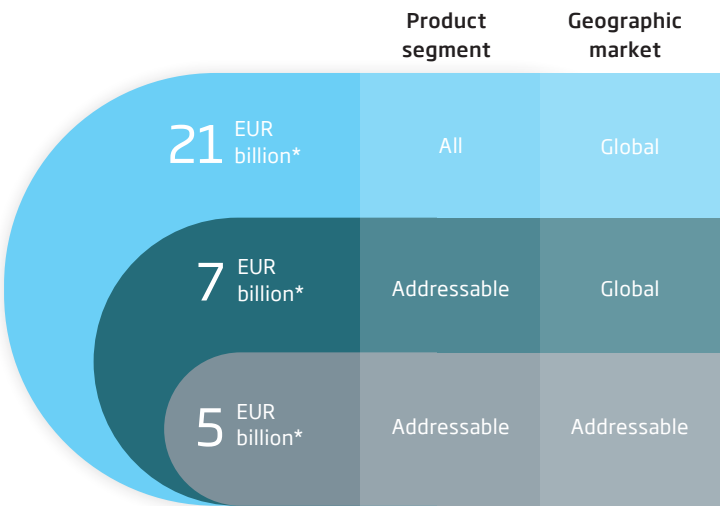 Product
segment
Geographic
market
21 EUR
billion*
All
Global
7 EUR
billion*
Addressable
Global
5 EUR
billion*
Addressable
Addressable